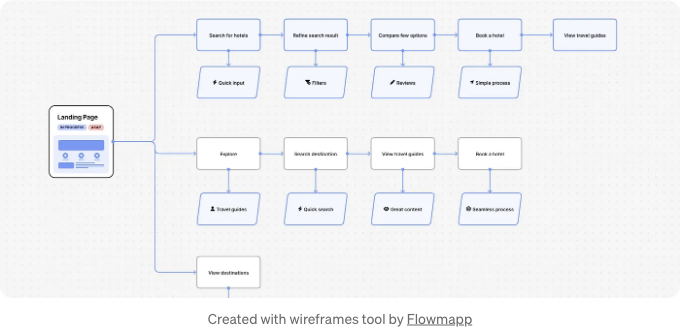 Search for hotels
Refine search result
Compare few options
Book a hotel
View travel guides
Quick input
Filters
Reviews
Simple process
Landing Page
Explore
Search destination
View travel guides
Book a hotel
Travel guides
Quick search
Great content
Seamless process
View destinations
Created with wireframes tool by Flowmapp